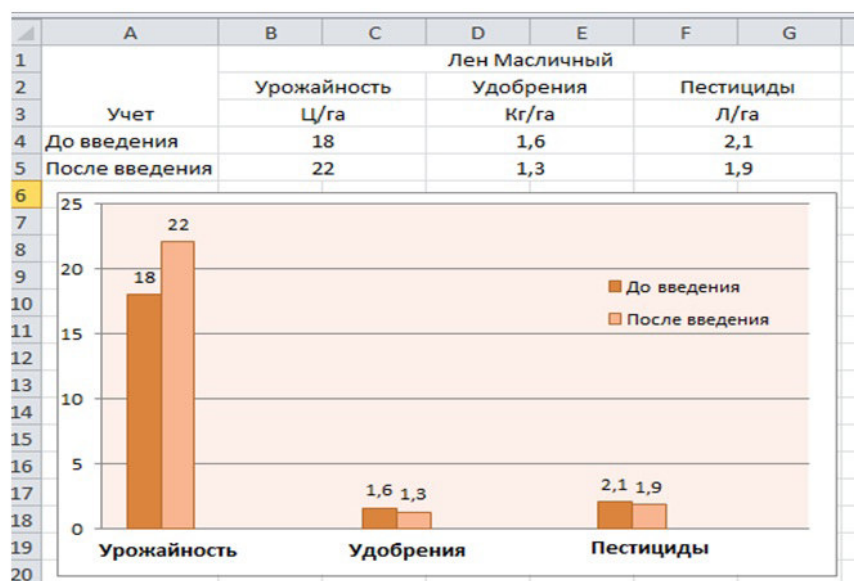 A B C D E F G
1 Лен Масличный
2 Урожайность Удобрения Пестициды
3 Учет Ц/га Кг/га Л/га
4 До введения 18 1,6 2,1
5 После введения 22 1,3 1,9
6
7
8
9
10
11
12
13
14
15
16
17
18
19
20
25
20
15
10
5
0
18 22
1,6 1,3
2,1 1,9
До введения
После введения
Урожайность Удобрения Пестициды